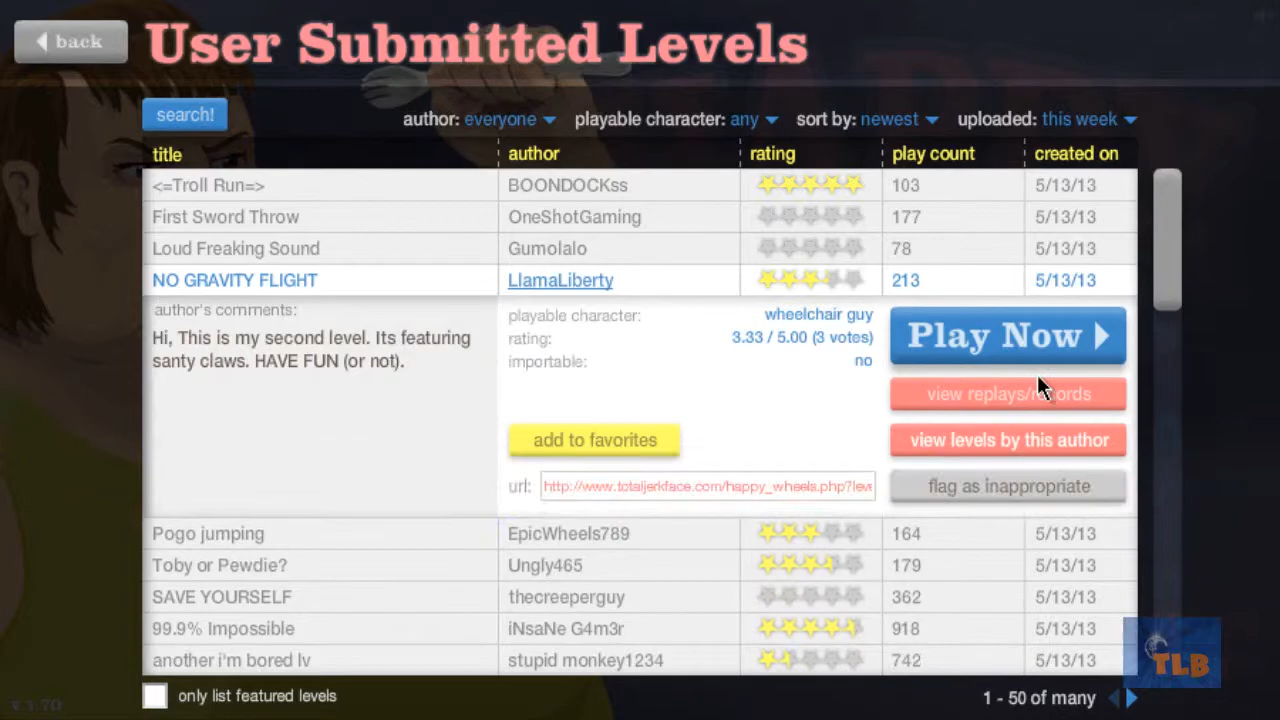 back
User Submitted Levels
search!
author: everyone playable character: any sort by: newest uploaded: this week
title author rating play count created on
<=Troll Run=> BOONDOCKss 103 5/13/13
First Sword Throw OneShotGaming 177 5/13/13
Loud Freaking Sound Gumolalo 78 5/13/13
NO GRAVITY FLIGHT LlamaLiberty 213 5/13/13
author's comments:
Hi, This is my second level. Its featuring
santy claws. HAVE FUN (or not).
playable character: wheelchair guy
rating: 3.33 / 5.00 (3 votes)
importable: no
add to favorites
url: http://www.totaljerkface.com/happy_wheels.php?leve
Play Now
view replays/records
view levels by this author
flag as inappropriate
Pogo jumping EpicWheels789 164 5/13/13
Toby or Pewdie? Ungly465 179 5/13/13
SAVE YOURSELF thecreeperguy 362 5/13/13
99.9% Impossible iNsaNe G4m3r 918 5/13/13
another i'm bored lv stupid monkey1234 742 5/13/13
TLB
only list featured levels
1 - 50 of many
v 1.70